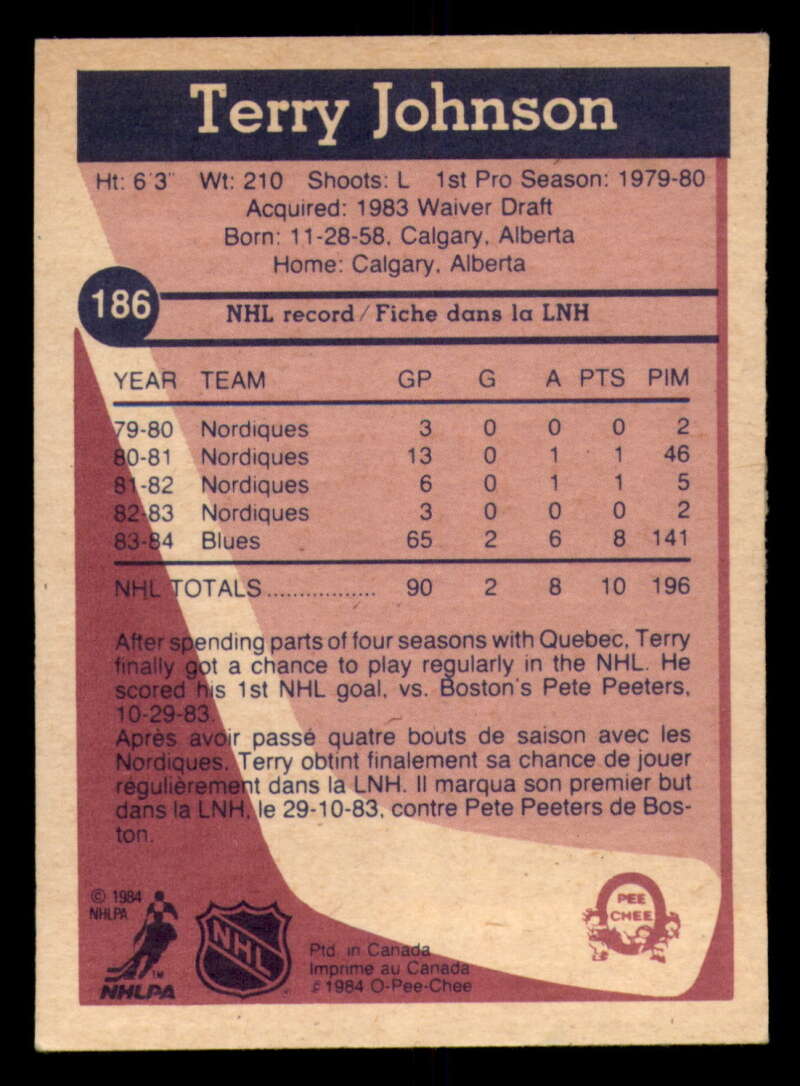 Terry Johnson
Ht: 6'3" Wt: 210 Shoots: L 1st Pro Season: 1979-80
Acquired: 1983 Waiver Draft
Born: 11-28-58, Calgary, Alberta
Home: Calgary, Alberta
186
NHL record/Fiche dans la LNH
YEAR TEAM GP G A PTS PIM
79-80 Nordiques 3 0 0 0 2
80-81 Nordiques 13 0 1 1 46
81-82 Nordiques 6 0 1 1 5
82-83 Nordiques 3 0 0 0 2
83-84 Blues 65 2 6 8 141
NHL TOTALS................. 90 2 8 10 196
After spending parts of four seasons with Quebec, Terry
finally got a chance to play regularly in the NHL. He
scored his 1st NHL goal, vs. Boston's Pete Peeters,
10-29-83.
Après avoir passé quatre bouts de saison avec les
Nordiques, Terry obtint finalement sa chance de jouer
régulièrement dans la LNH. Il marqua son premier but
dans la LNH, le 29-10-83, contre Pete Peeters de Bos-
ton.
© 1984
NHLPA
TM
NHLPA
NHL
Ptd. in Canada
Imprime au Canada
© 1984 O-Pee-Chee
PEE
CHEE